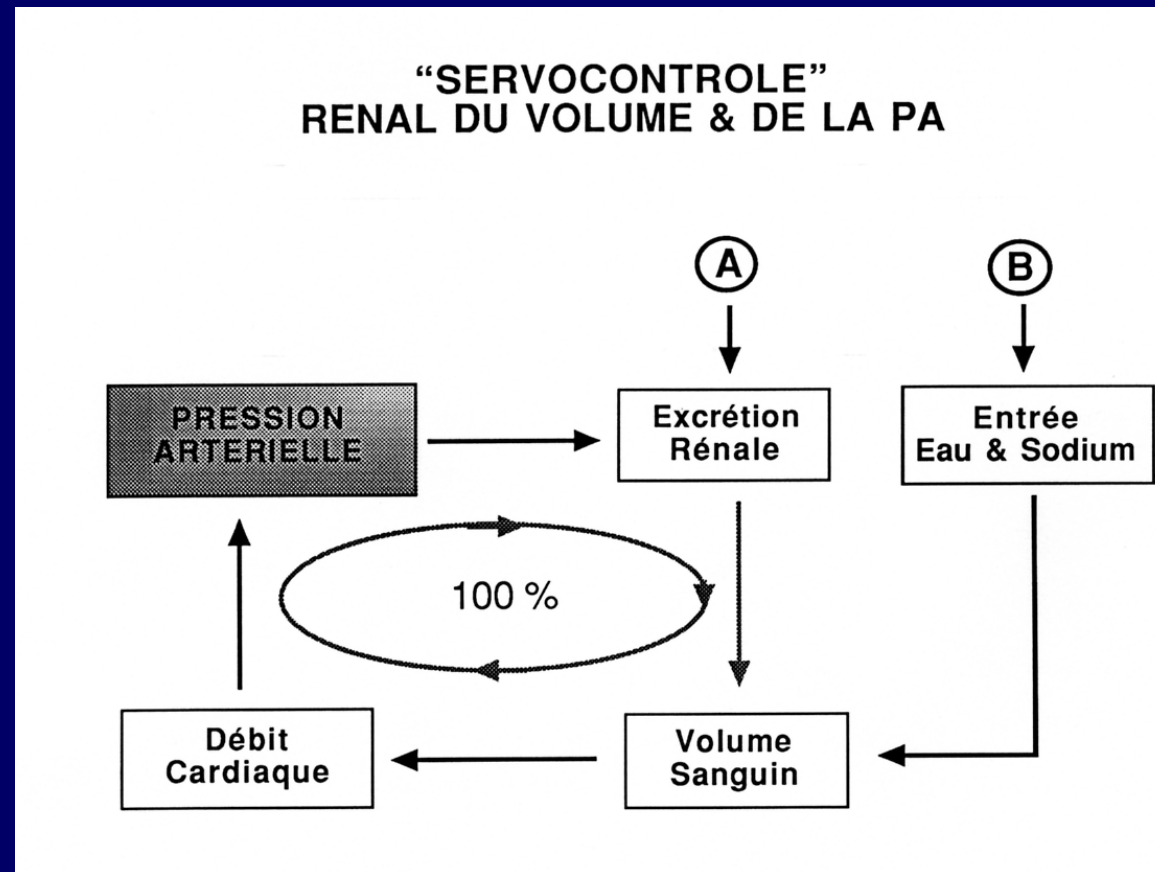 “SERVOCONTROLE”
RENAL DU VOLUME & DE LA PA
A
B
PRESSION
ARTERIELLE
Excrétion
Rénale
Entrée
Eau & Sodium
100 %
Débit
Cardiaque
Volume
Sanguin